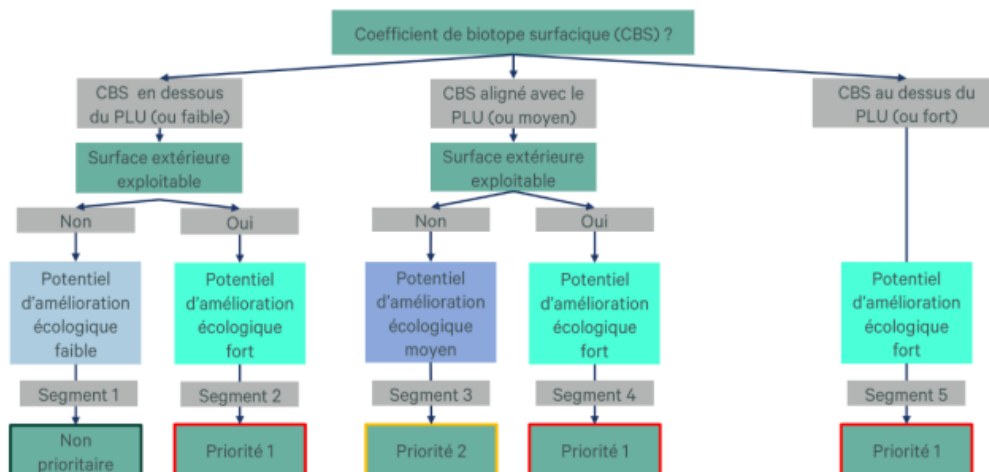 Coefficient de biotope surfacique (CBS) ?
CBS en dessous
du PLU (ou faible)
CBS aligné avec le
PLU (ou moyen)
CBS au dessus du
PLU (ou fort)
Surface extérieure
exploitable
Surface extérieure
exploitable
Non
Oui
Non
Oui
Potentiel
d'amélioration
écologique
faible
Potentiel
d'amélioration
écologique
fort
Potentiel
d'amélioration
écologique
moyen
Potentiel
d'amélioration
écologique
fort
Potentiel
d'amélioration
écologique
fort
Segment 1
Segment 2
Segment 3
Segment 4
Segment 5
Non
prioritaire
Priorité 1
Priorité 2
Priorité 1
Priorité 1